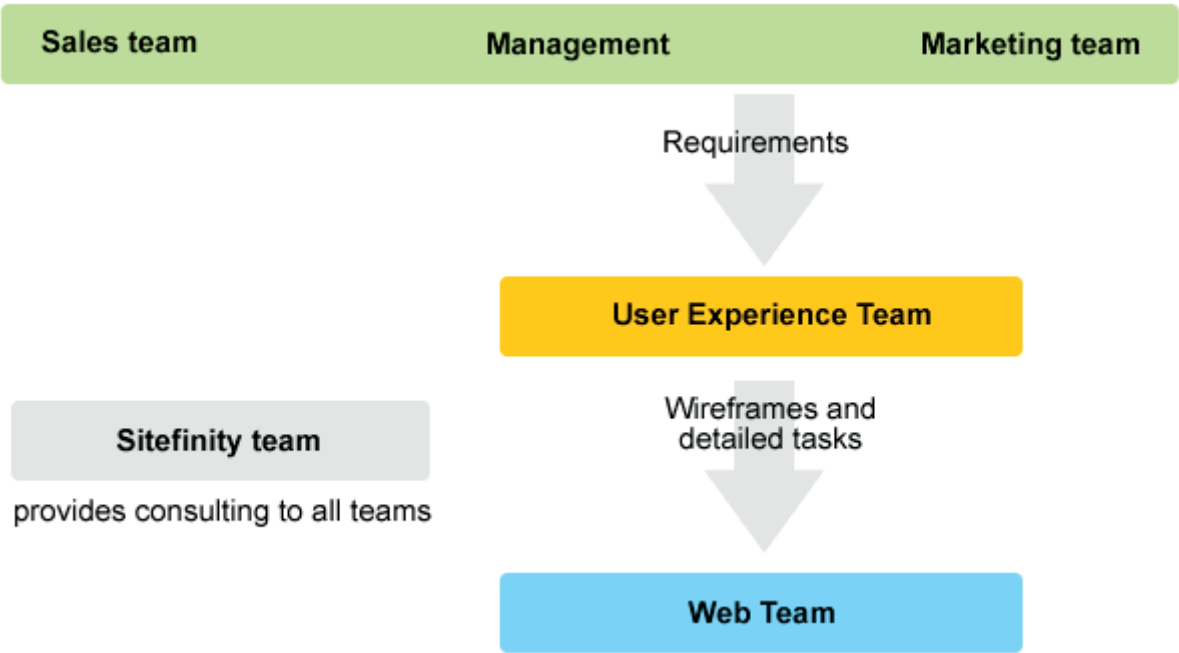 Sales team Management Marketing team
Requirements
User Experience Team
Wireframes and
detailed tasks
Sitefinity team
provides consulting to all teams
Web Team